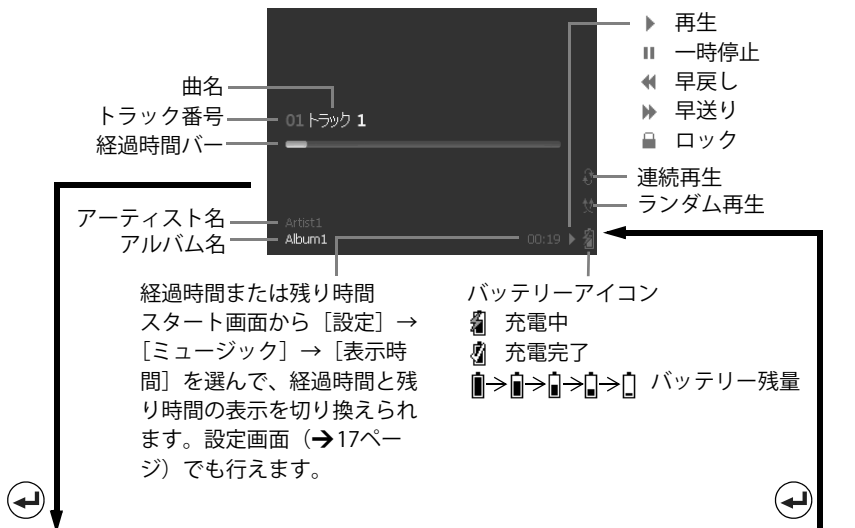 再生
一時停止
早戻し
早送り
ロック
曲名
トラック番号
経過時間バー
01 トラック 1
連続再生
ランダム再生
アーティスト名
アルバム名
Artist1
Album1
00:19
経過時間または残り時間
スタート画面から［設定］→
［ミュージック］→［表示時
間］を選んで、経過時間と残
り時間の表示を切り換えられ
ます。設定画面（➔17ペー
ジ）でも行えます。
バッテリーアイコン
充電中
充電完了
→→→→ バッテリー残量